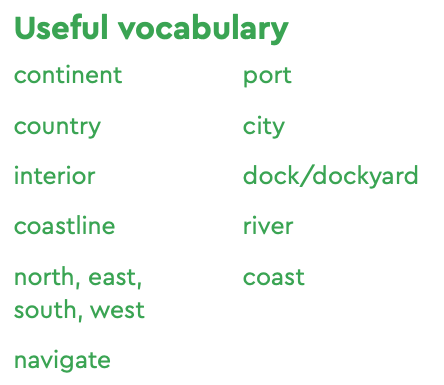 Useful vocabulary
continent
country
interior
coastline
north, east,
south, west
navigate
port
city
dock/dockyard
river
coast